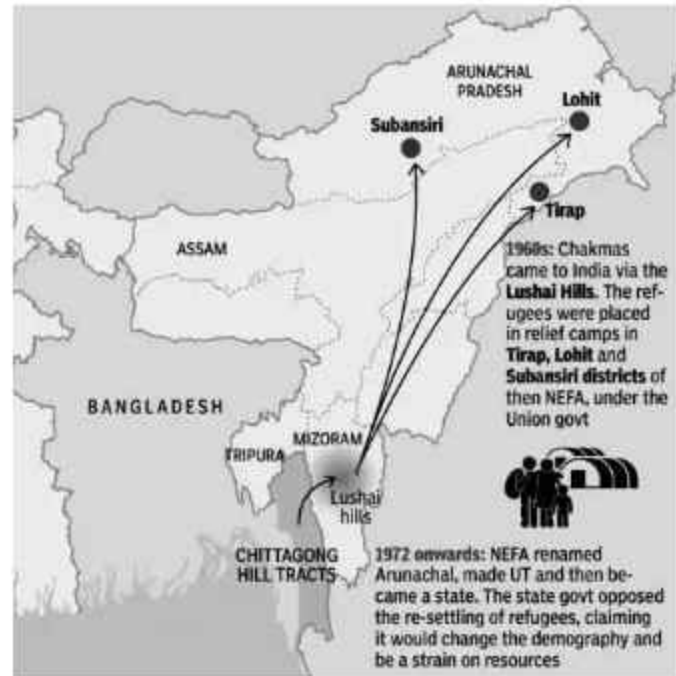 ARUNACHAL
PRADESH
Lohit
Subansiri
Tirap
ASSAM
1960s: Chakmas
came to India via the
Lushai Hills. The ref-
ugees were placed
in relief camps in
Tirap, Lohit and
Subansiri districts of
then NEFA, under the
Union govt
BANGLADESH
MIZORAM
TRIPURA
Lushai
hills
CHITTAGONG
HILL TRACTS
1972 onwards: NEFA renamed
Arunachal, made UT and then be-
came a state. The state govt opposed
the re-settling of refugees, claiming
it would change the demography and
be a strain on resources